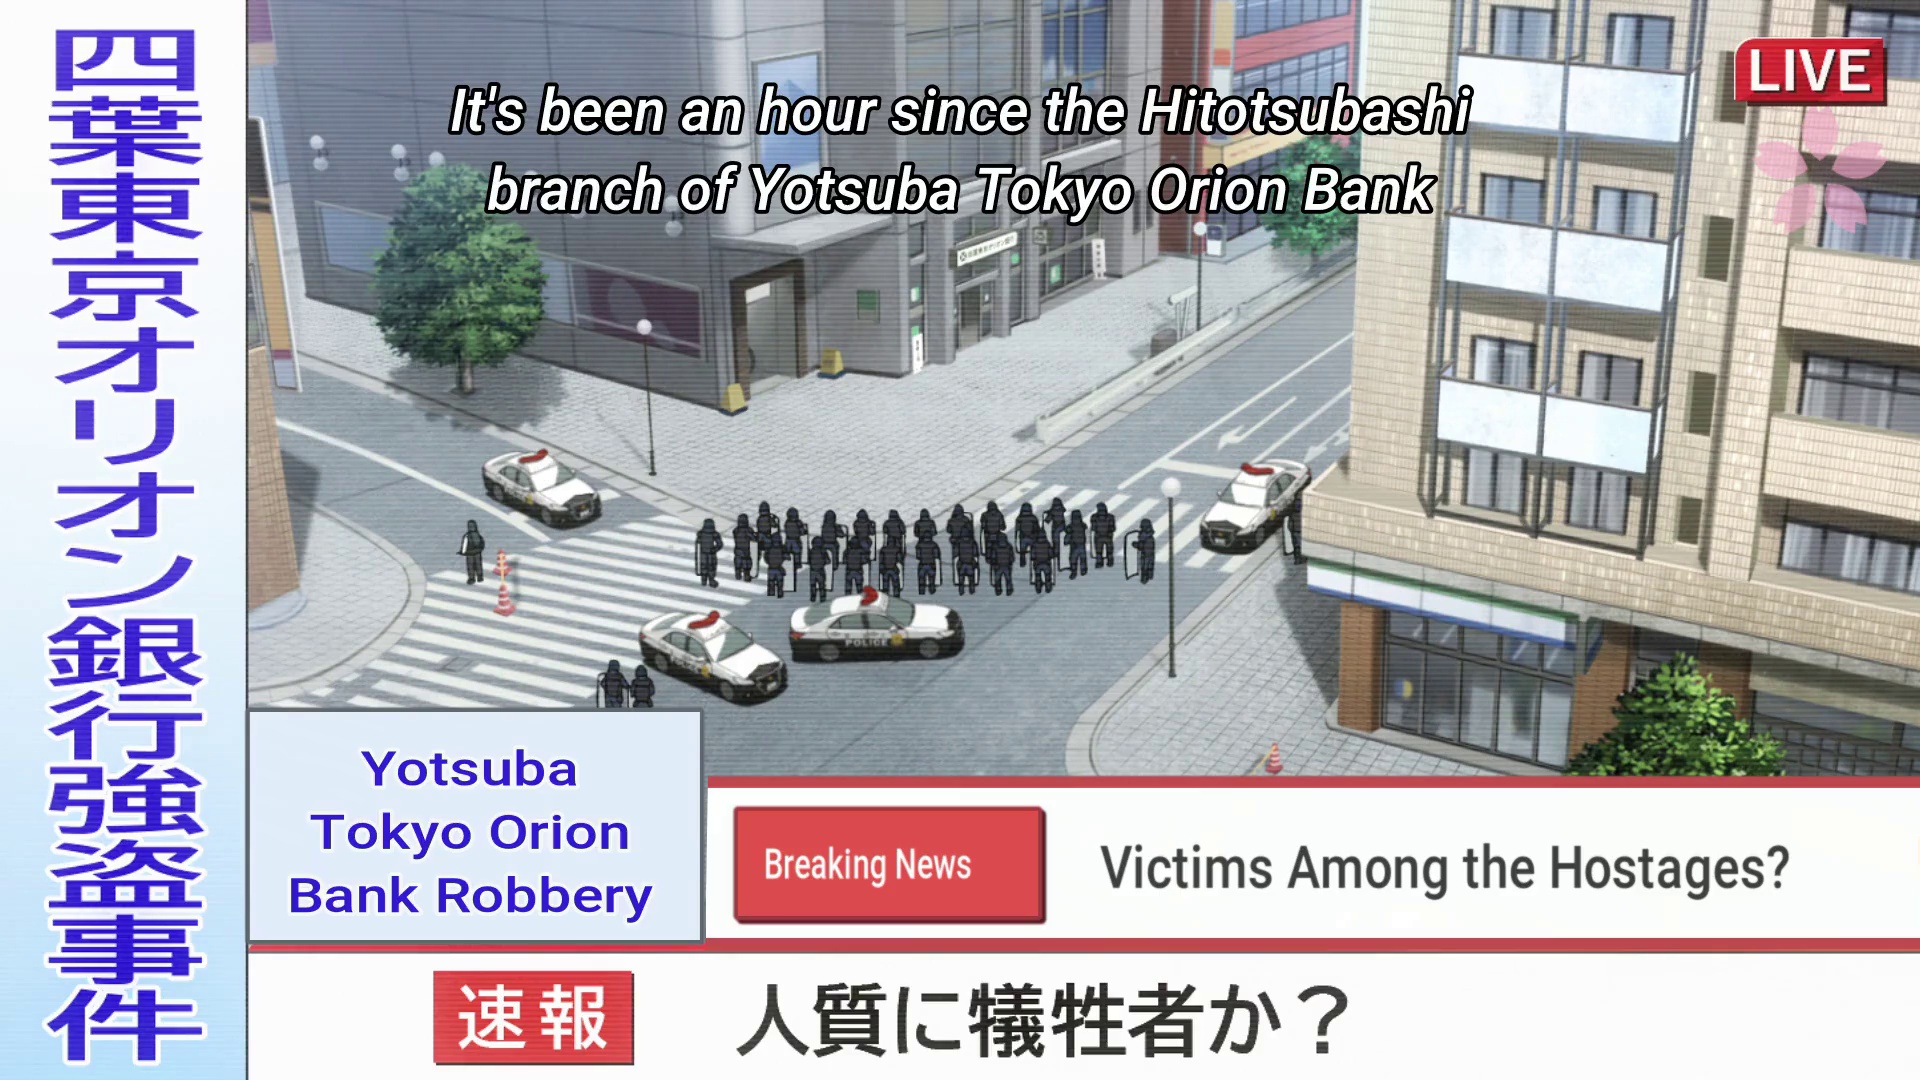 四葉東京オリオン銀行強盗事件
It's been an hour since the Hitotsubashi
branch of Yotsuba Tokyo Orion Bank
LIVE
POLICE
Yotsuba
Tokyo Orion
Bank Robbery
Breaking News
Victims Among the Hostages?
速報
人質に犠牲者か？